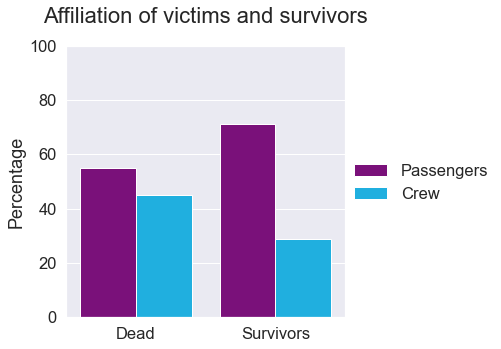 Affiliation of victims and survivors
100
80
60
40
20
0
Percentage
Dead
Survivors
Passengers
Crew